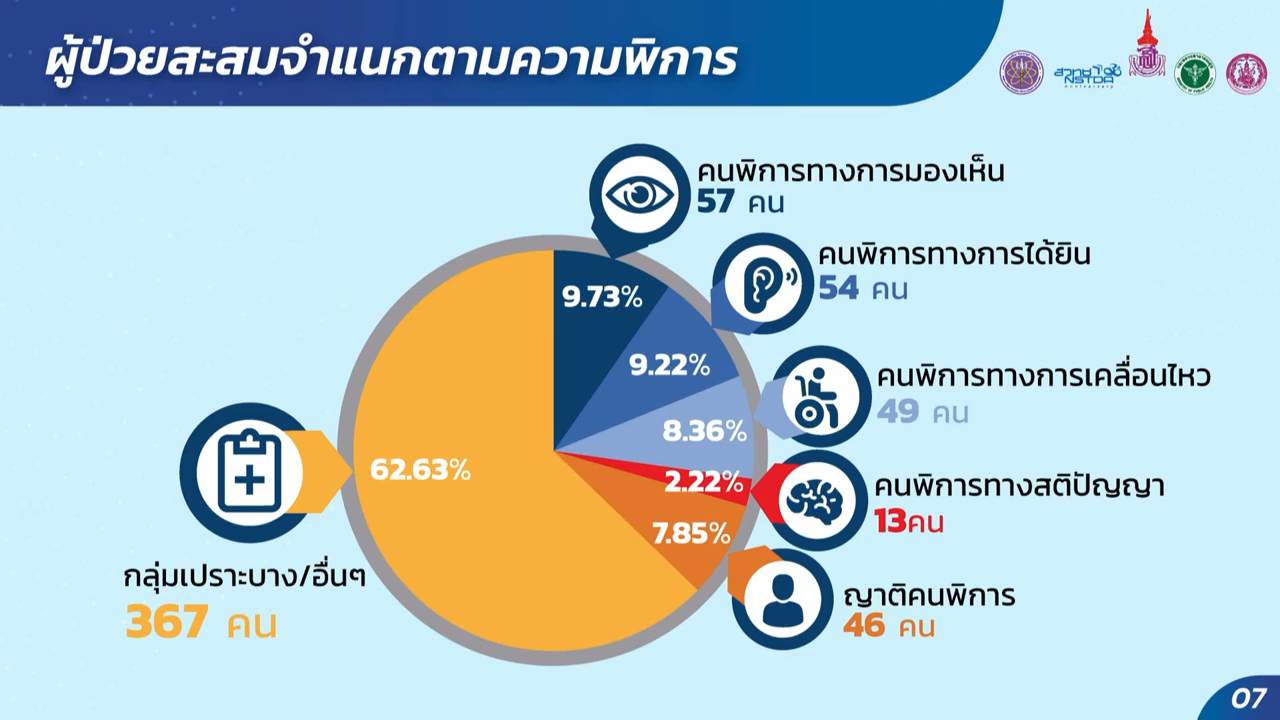 ผู้ป่วยสะสมจำแนกตามความพิการ
สวทช
NSTDA
Anniversary
คนพิการทางการมองเห็น
57 คน
คนพิการทางการได้ยิน
54 คน
9.73%
9.22%
คนพิการทางการเคลื่อนไหว
49 คน
8.36%
62.63%
2.22%
คนพิการทางสติปัญญา
13คน
7.85%
กลุ่มเปราะบาง/อื่นๆ
367 คน
ญาติคนพิการ
46 คน
07